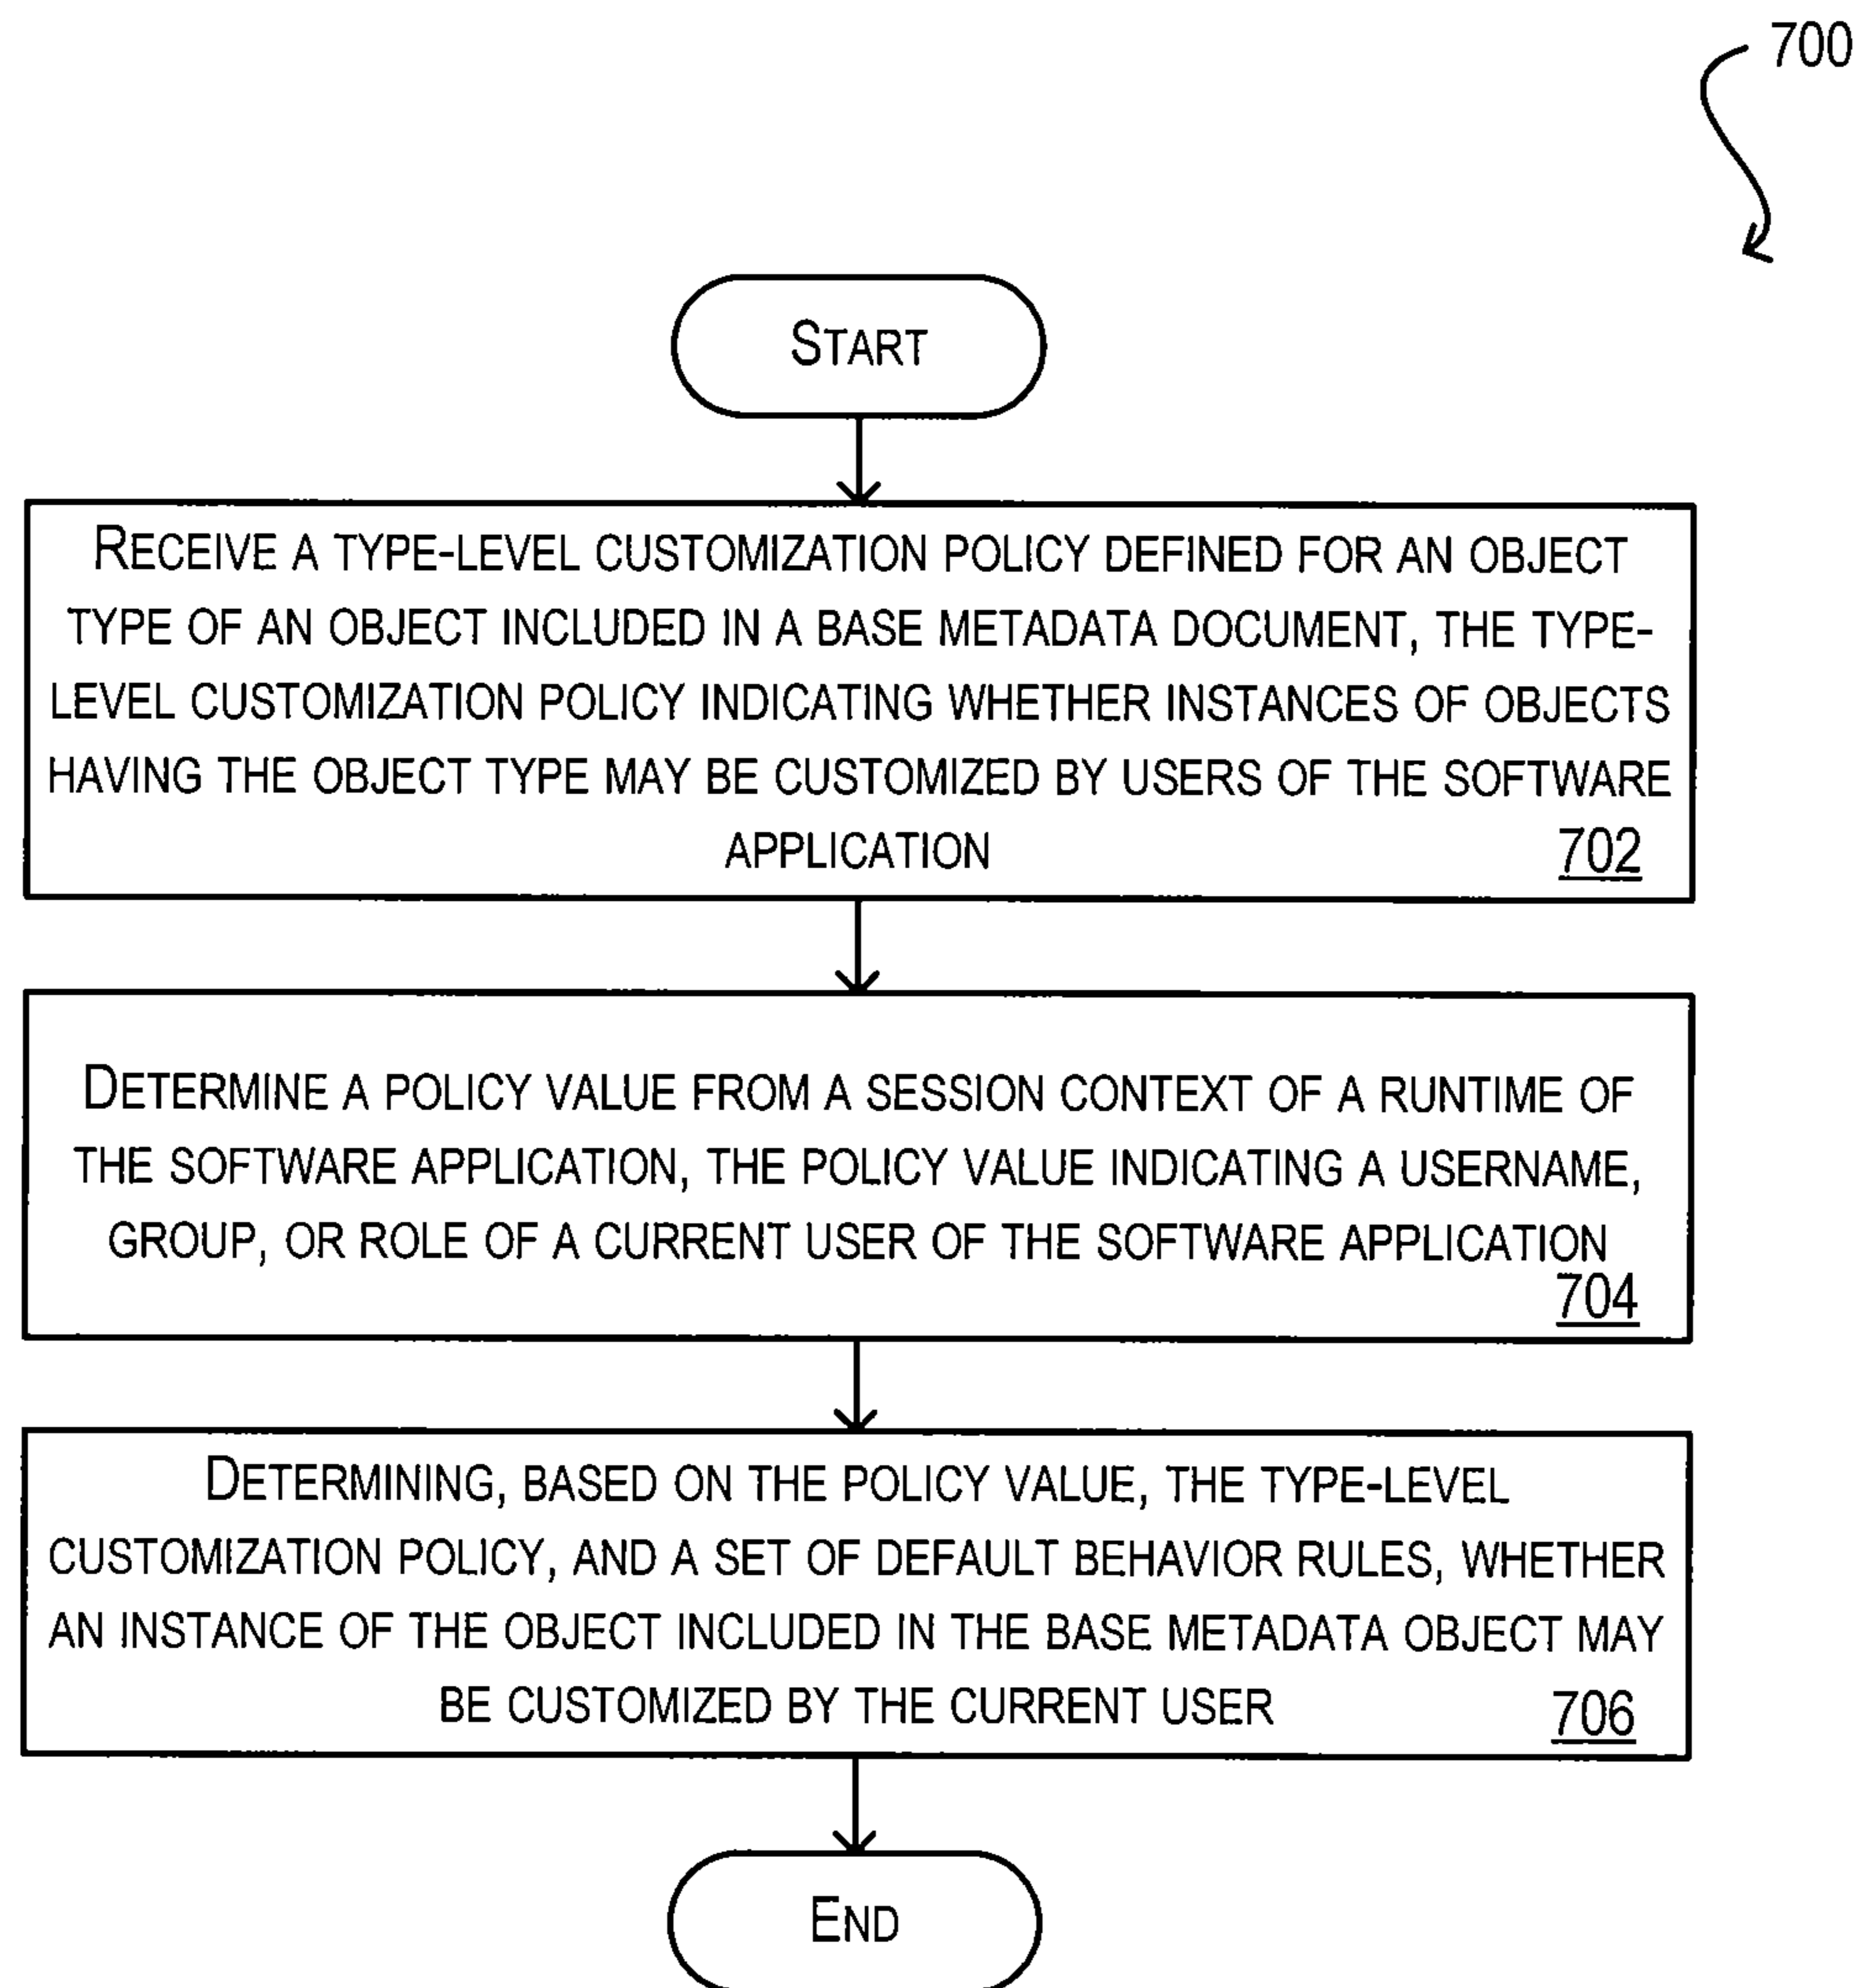 700
START
RECEIVE A TYPE-LEVEL CUSTOMIZATION POLICY DEFINED FOR AN OBJECT
TYPE OF AN OBJECT INCLUDED IN A BASE METADATA DOCUMENT, THE TYPE-
LEVEL CUSTOMIZATION POLICY INDICATING WHETHER INSTANCES OF OBJECTS
HAVING THE OBJECT TYPE MAY BE CUSTOMIZED BY USERS OF THE SOFTWARE
APPLICATION
702
DETERMINE A POLICY VALUE FROM A SESSION CONTEXT OF A RUNTIME OF
THE SOFTWARE APPLICATION, THE POLICY VALUE INDICATING A USERNAME,
GROUP, OR ROLE OF A CURRENT USER OF THE SOFTWARE APPLICATION
704
DETERMINING, BASED ON THE POLICY VALUE, THE TYPE-LEVEL
CUSTOMIZATION POLICY, AND A SET OF DEFAULT BEHAVIOR RULES, WHETHER
AN INSTANCE OF THE OBJECT INCLUDED IN THE BASE METADATA OBJECT MAY
BE CUSTOMIZED BY THE CURRENT USER
706
END